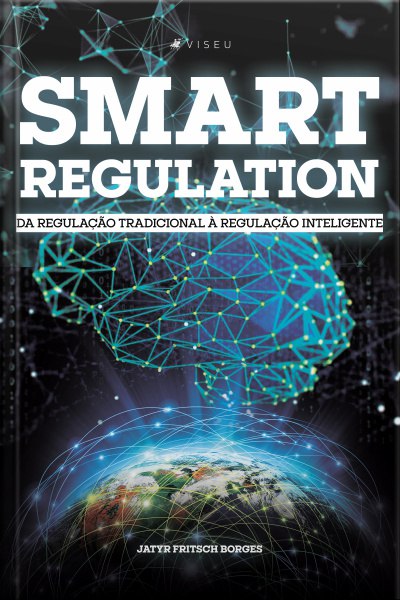 VISEU
SMART
REGULATION
DA REGULAÇÃO TRADICIONAL À REGULAÇÃO INTELIGENTE
JATYR FRITSCH BORGES